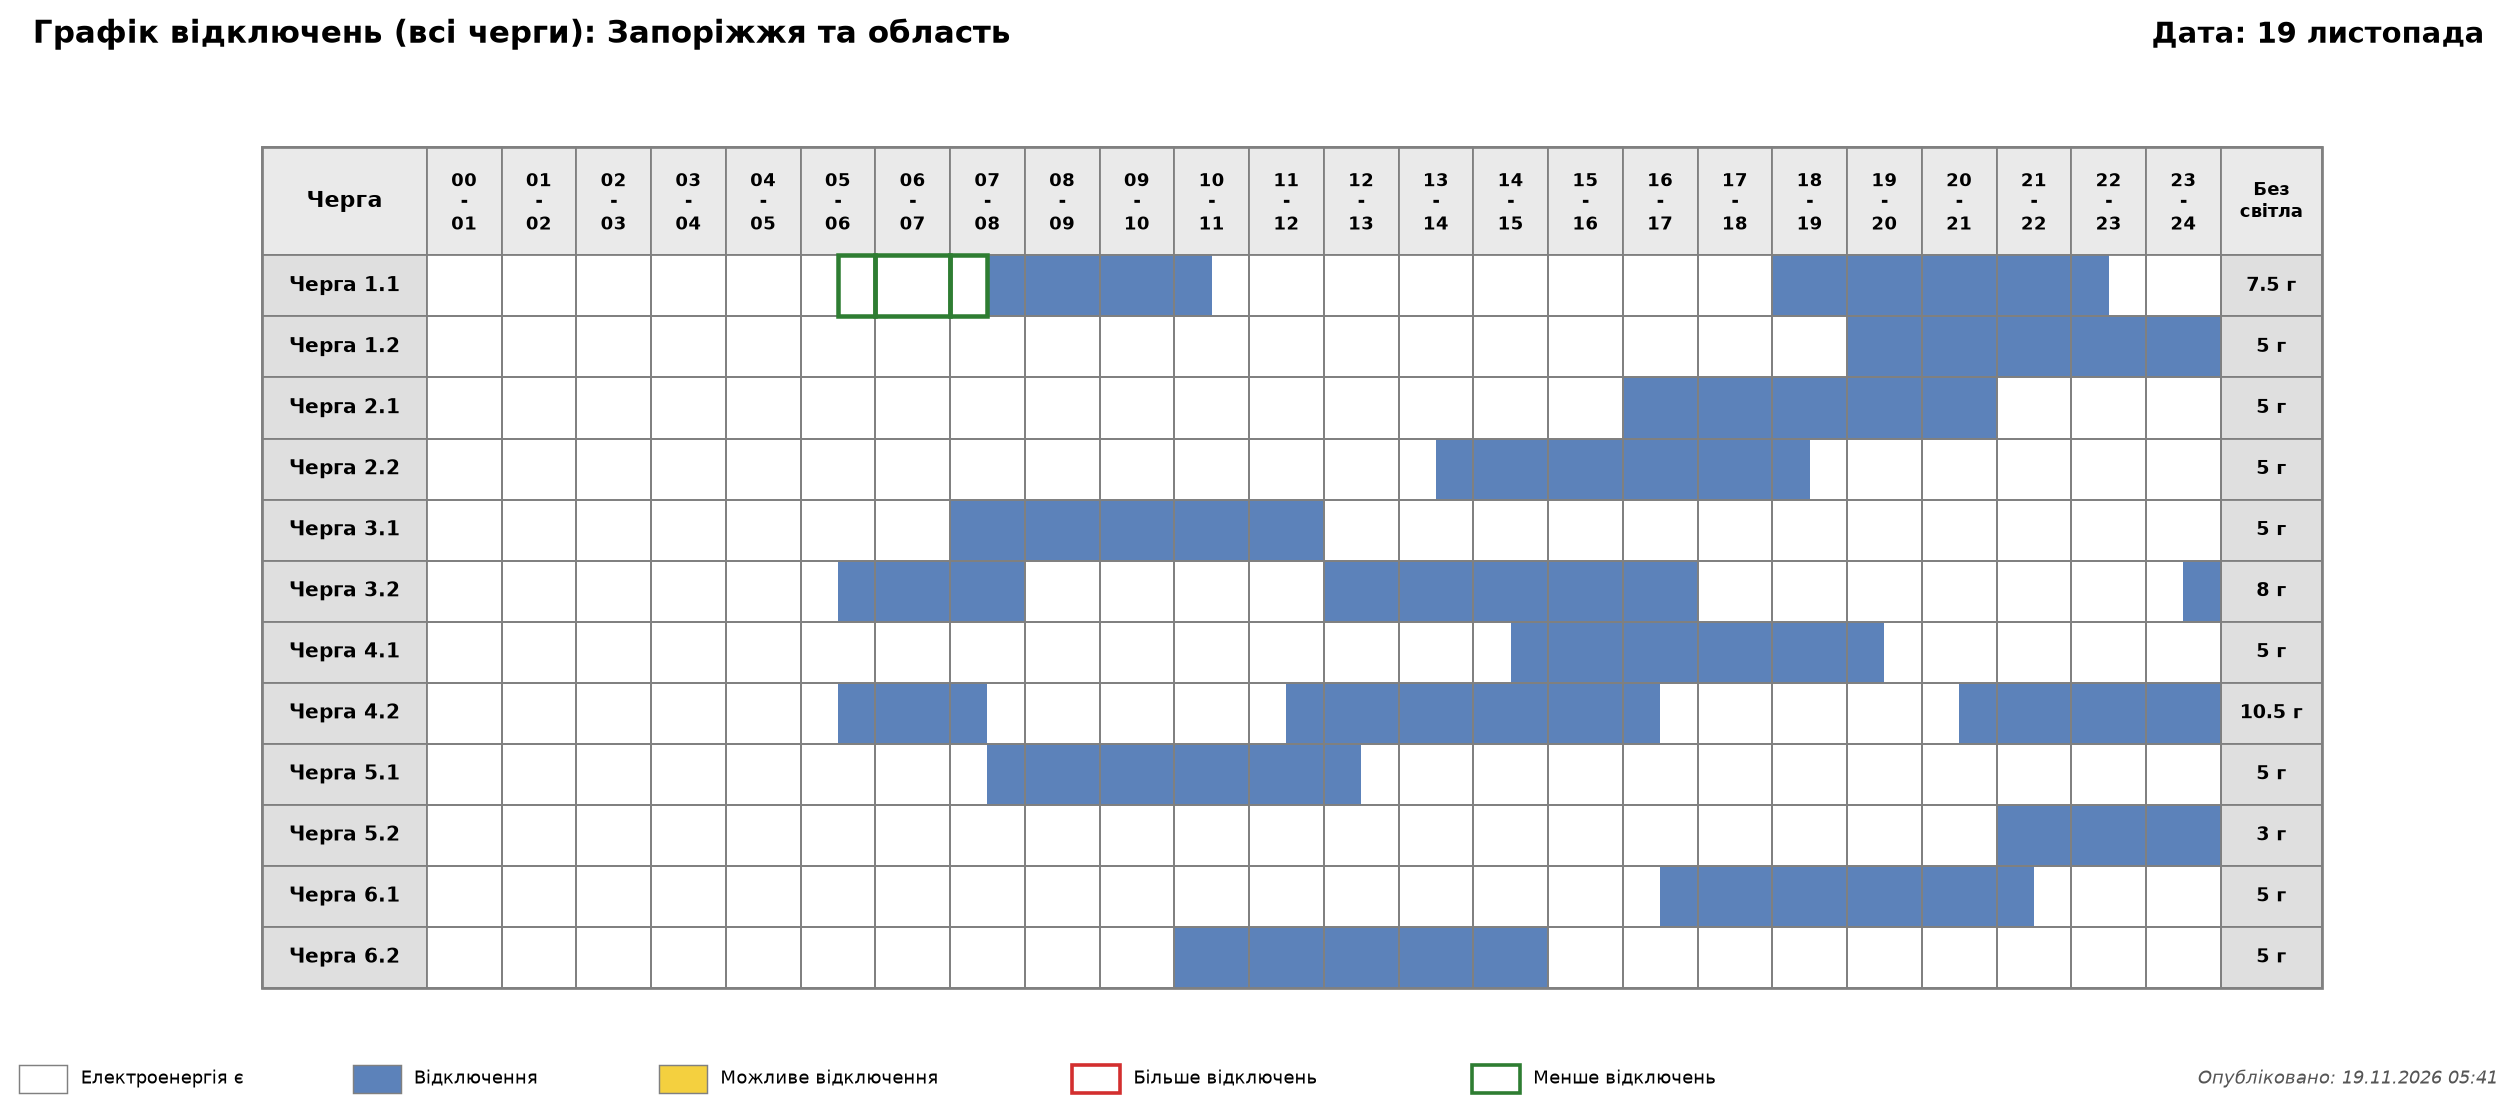 Графік відключень (всі черги): Запоріжжя та область
Дата: 19 листопада
Черга 00 - 01 01 - 02 02 - 03 03 - 04 04 - 05 05 - 06 06 - 07 07 - 08 08 - 09 09 - 10 10 - 11 11 - 12 12 - 13 13 - 14 14 - 15 15 - 16 16 - 17 17 - 18 18 - 19 19 - 20 20 - 21 21 - 22 22 - 23 23 - 24 Без світла
Черга 1.1 7.5 г
Черга 1.2 5 г
Черга 2.1 5 г
Черга 2.2 5 г
Черга 3.1 5 г
Черга 3.2 8 г
Черга 4.1 5 г
Черга 4.2 10.5 г
Черга 5.1 5 г
Черга 5.2 3 г
Черга 6.1 5 г
Черга 6.2 5 г
Електроенергія є
Відключення
Можливе відключення
Більше відключень
Менше відключень
Опубліковано: 19.11.2026 05:41